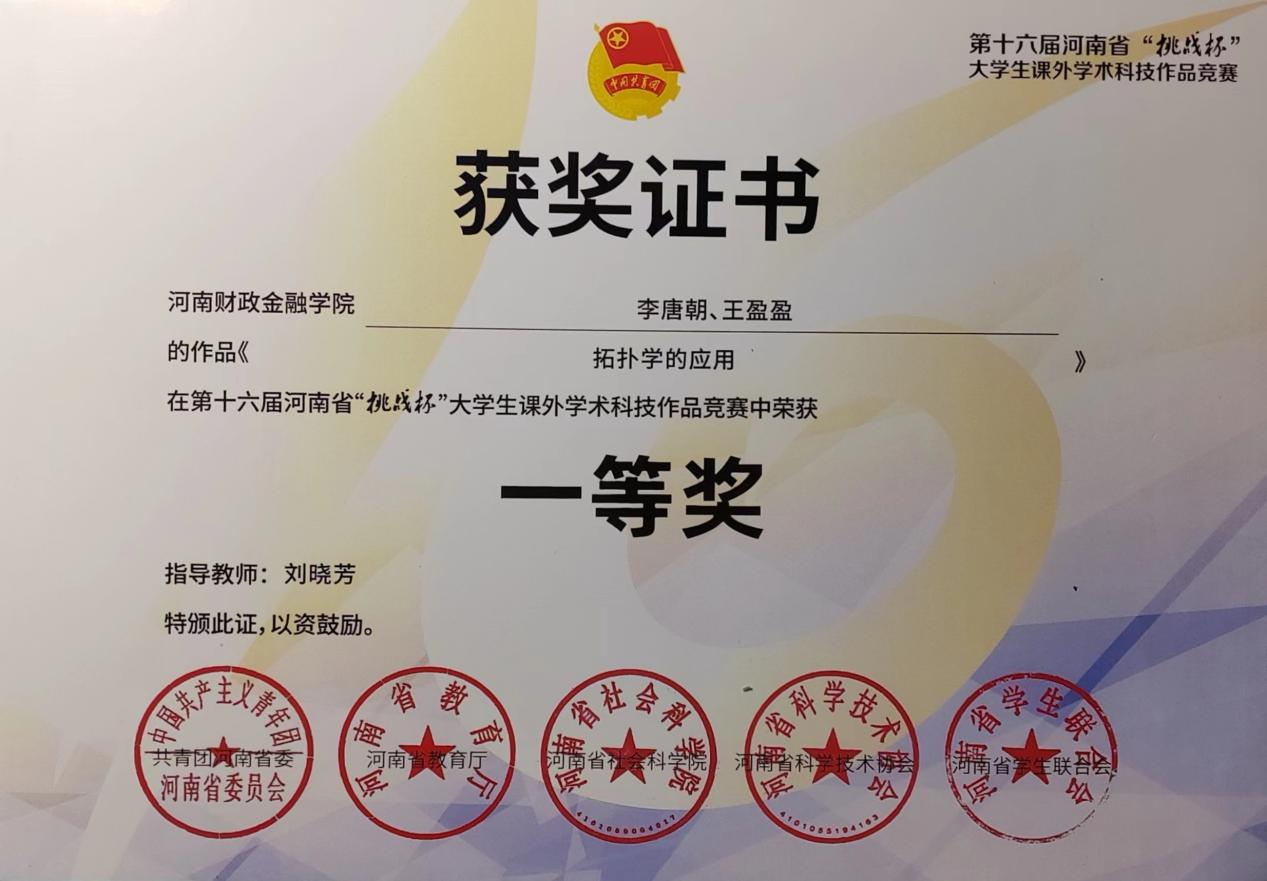 中国共青团
第十六届河南省“挑战杯”
大学生课外学术科技作品竞赛
获奖证书
河南财政金融学院 李唐朝、王盈盈
的作品《 拓扑学的应用 》
在第十六届河南省“挑战杯”大学生课外学术科技作品竞赛中荣获
一等奖
指导教师：刘晓芳
特颁此证,以资鼓励。
中国共产主义青年团
河南省委员会
共青团河南省委
河南省教育厅
河南省教育厅
河南省社会科学院
河南省社会科学院
河南省科学技术协会
河南省科学技术协会
4101055194163
河南省学生联合会
河南省学生联合会